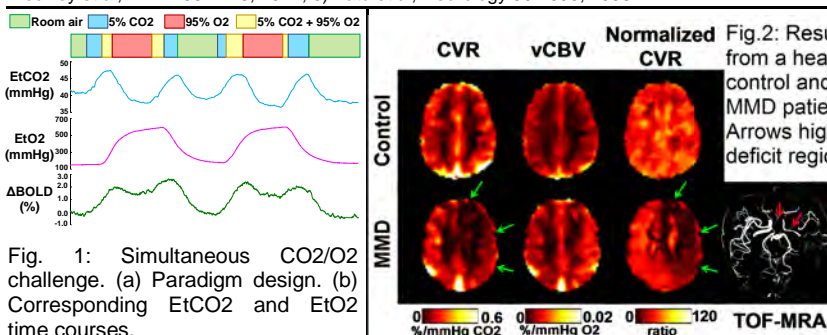 Room air 5% CO2 95% O2 5% CO2 + 95% O2
EtCO2
(mmHg)
50
45
40
35
EtO2
(mmHg)
700
600
100
ΔBOLD
(%)
3.0
2.0
1.0
0.0
-1.0
Fig. 1: Simultaneous CO2/O2
challenge. (a) Paradigm design. (b)
Corresponding EtCO2 and EtO2
time courses.
CVR vCBV Normalized
CVR
Control
MMD
0 0.6
%/mmHg CO2
0 0.02
%/mmHg O2
0 120
ratio
TOF-MRA
Fig.2: Resu
from a hea
control and
MMD patie
Arrows hig
deficit regio